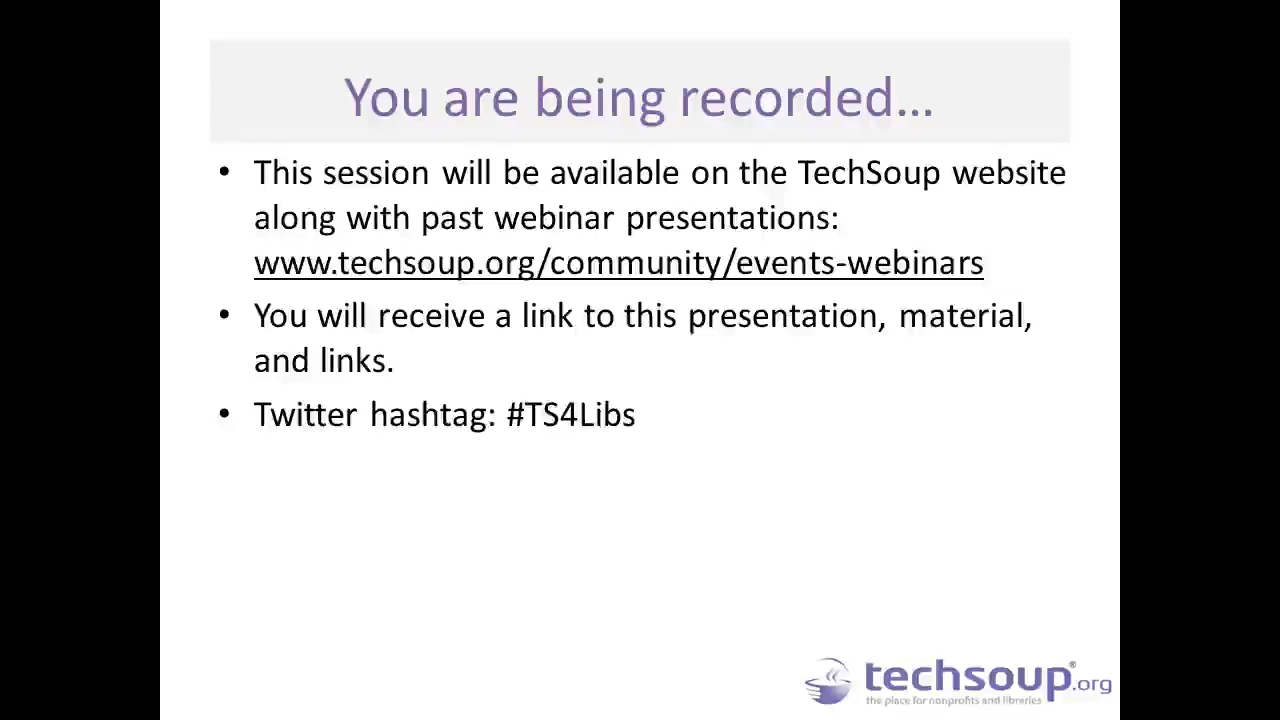 You are being recorded...
• This session will be available on the TechSoup website
along with past webinar presentations:
www.techsoup.org/community/events-webinars
• You will receive a link to this presentation, material,
and links.
• Twitter hashtag: #TS4Libs
techsoup®.org
the place for nonprofits and libraries